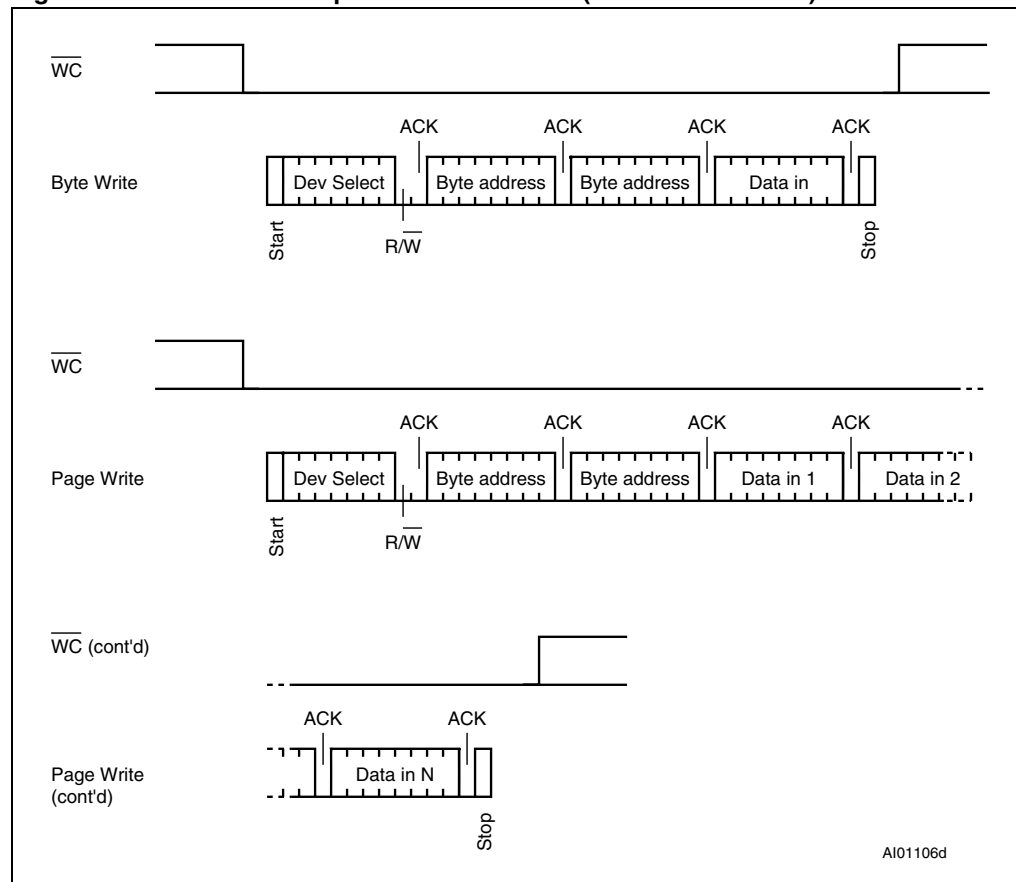 WC
ACK ACK ACK ACK
Byte Write Dev Select Byte address Byte address Data in
Start R/W Stop
WC
ACK ACK ACK ACK
Page Write Dev Select Byte address Byte address Data in 1 Data in 2
Start R/W
WC (cont'd)
ACK ACK
Page Write Data in N
(cont'd)
Stop
AI01106d